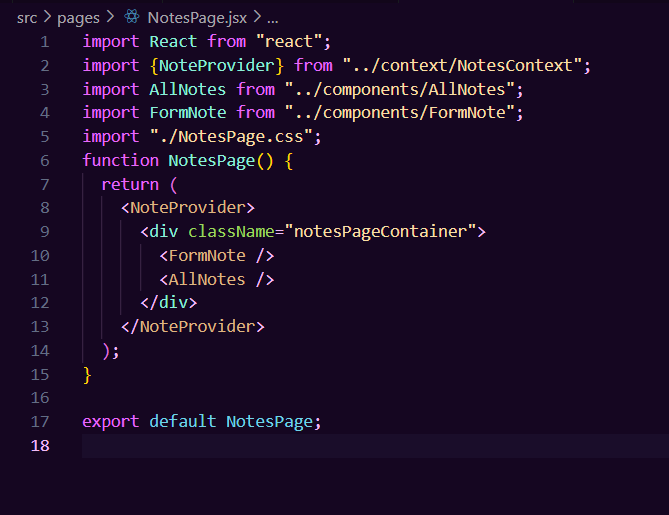 src > pages > NotesPage.jsx > ...
1 import React from "react";
2 import {NoteProvider} from "../context/NotesContext";
3 import AllNotes from "../components/AllNotes";
4 import FormNote from "../components/FormNote";
5 import "./NotesPage.css";
6 function NotesPage() {
7   return (
8     <NoteProvider>
9       <div className="notesPageContainer">
10         <FormNote />
11         <AllNotes />
12       </div>
13     </NoteProvider>
14   );
15 }
16
17 export default NotesPage;
18